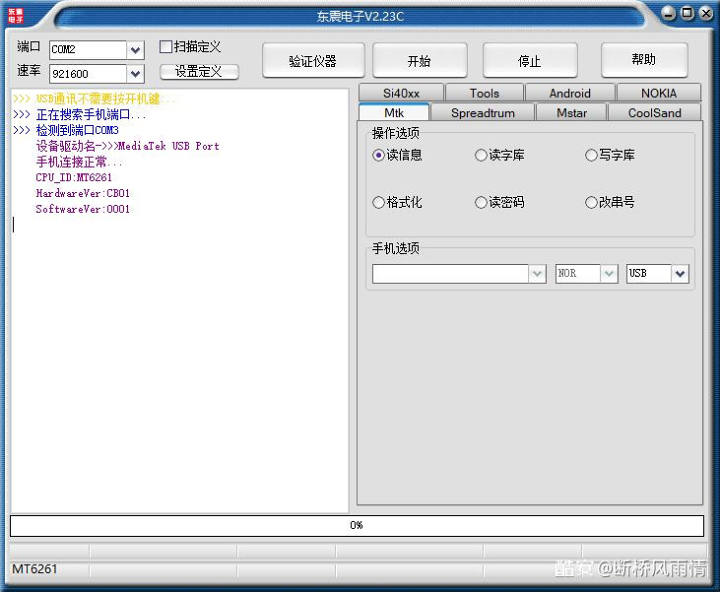 东震电子
东震电子V2.23C
端口 COM2 扫描定义
速率 921600 设置定义
验证仪器 开始 停止 帮助
>>> USB通讯不需要按开机键...
>>> 正在搜索手机端口...
>>> 检测到端口COM3
设备驱动名->>>MediaTek USB Port
手机连接正常...
CPU_ID:MT6261
HardwareVer:CB01
SoftwareVer:0001
Si40xx Tools Android NOKIA
Mtk Spreadtrum Mstar CoolSand
操作选项
读信息 读字库 写字库
格式化 读密码 改串号
手机选项
NOR USB
0%
MT6261
酷安 @断桥风雨情